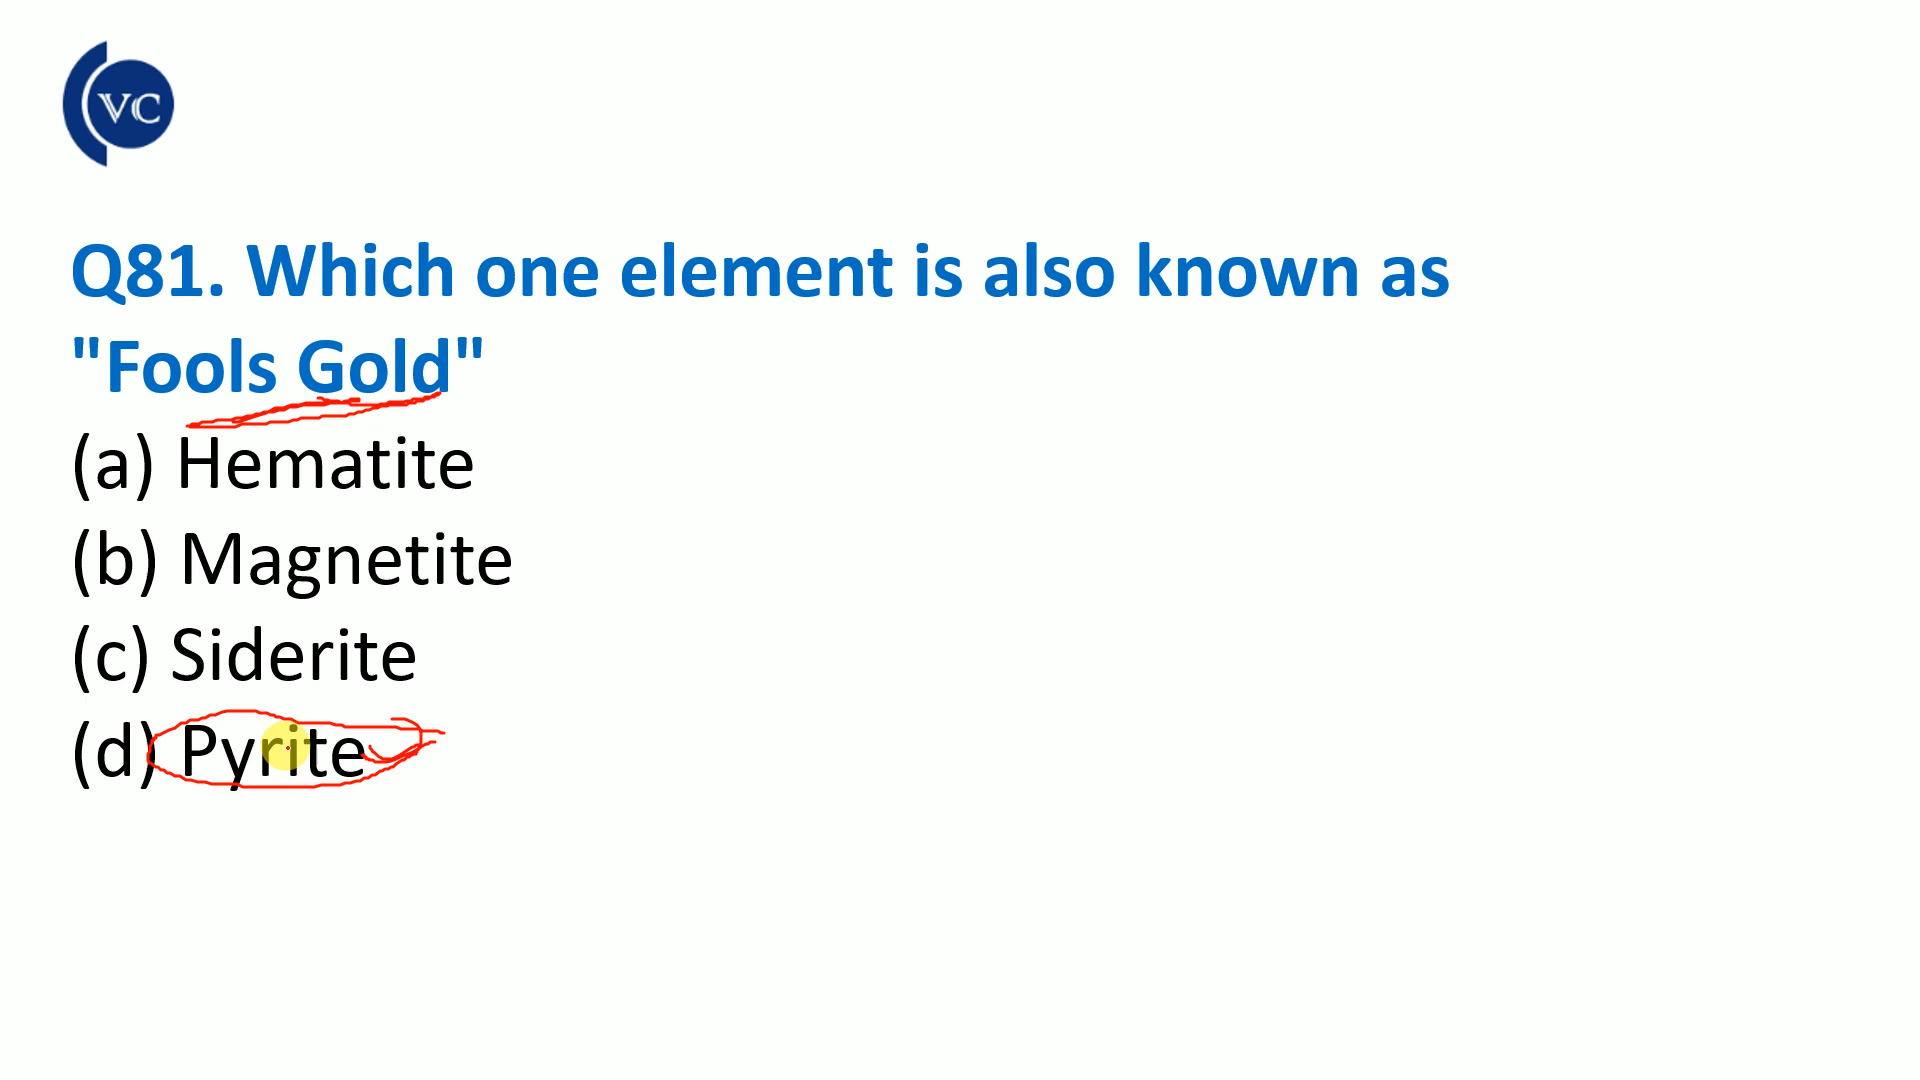 VC
Q81. Which one element is also known as
"Fools Gold"
(a) Hematite
(b) Magnetite
(c) Siderite
(d) Pyrite